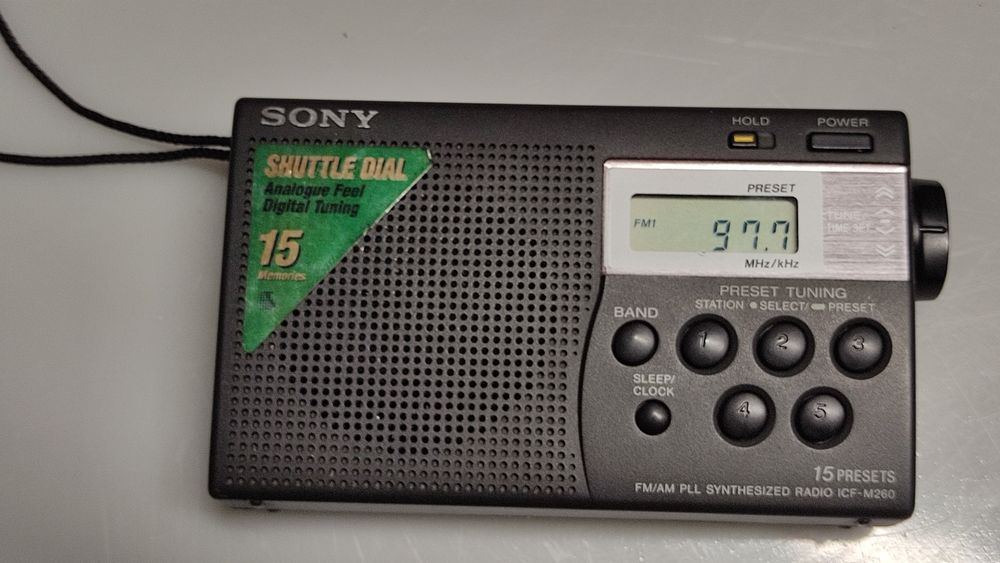 SONY
HOLD
POWER
SHUTTLE DIAL
Analogue Feel
Digital Tuning
15
Memories
PRESET
FM1
97.7
MHz/kHz
TUNE/
TIME SET
PRESET TUNING
STATION ● SELECT/ ▬ PRESET
BAND
1
2
3
SLEEP/
CLOCK
4
5
15 PRESETS
FM/AM PLL SYNTHESIZED RADIO ICF-M260